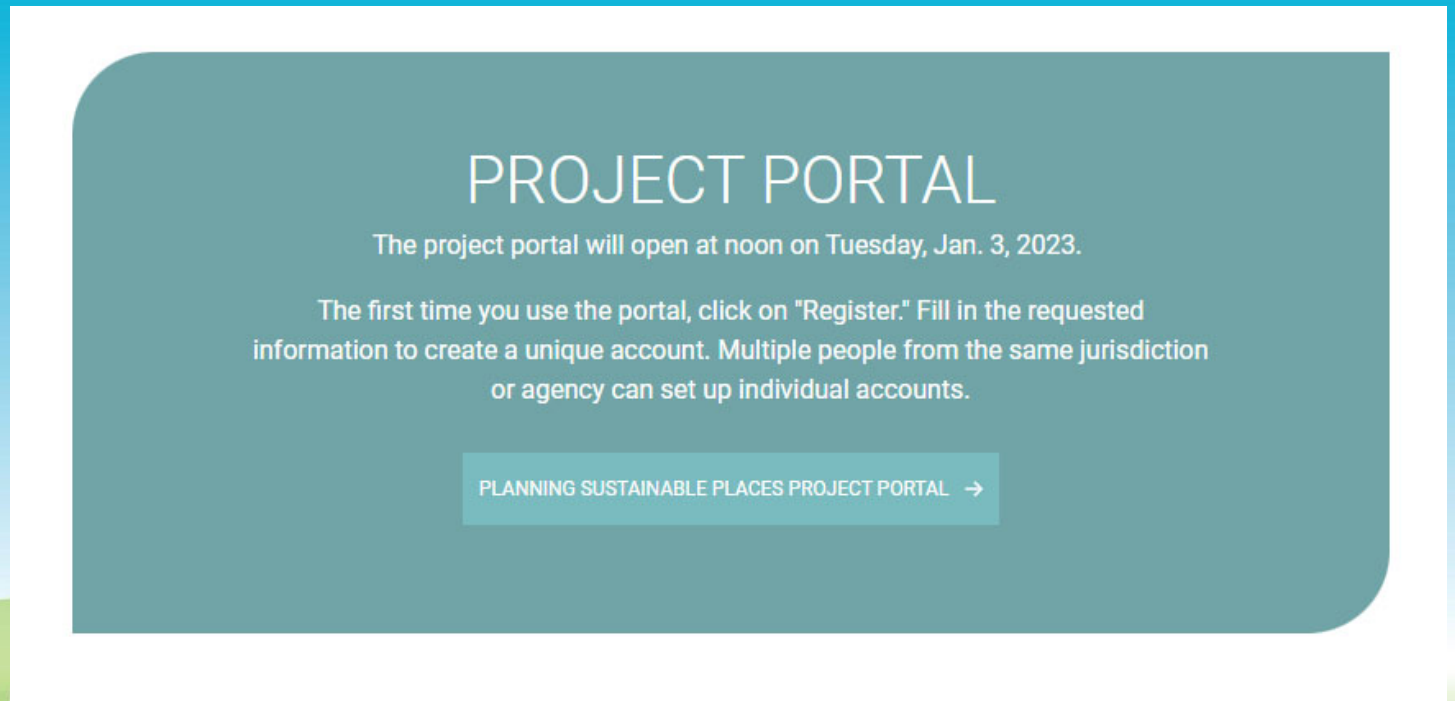 PROJECT PORTAL
The project portal will open at noon on Tuesday, Jan. 3, 2023.
The first time you use the portal, click on "Register." Fill in the requested
information to create a unique account. Multiple people from the same jurisdiction
or agency can set up individual accounts.
PLANNING SUSTAINABLE PLACES PROJECT PORTAL →